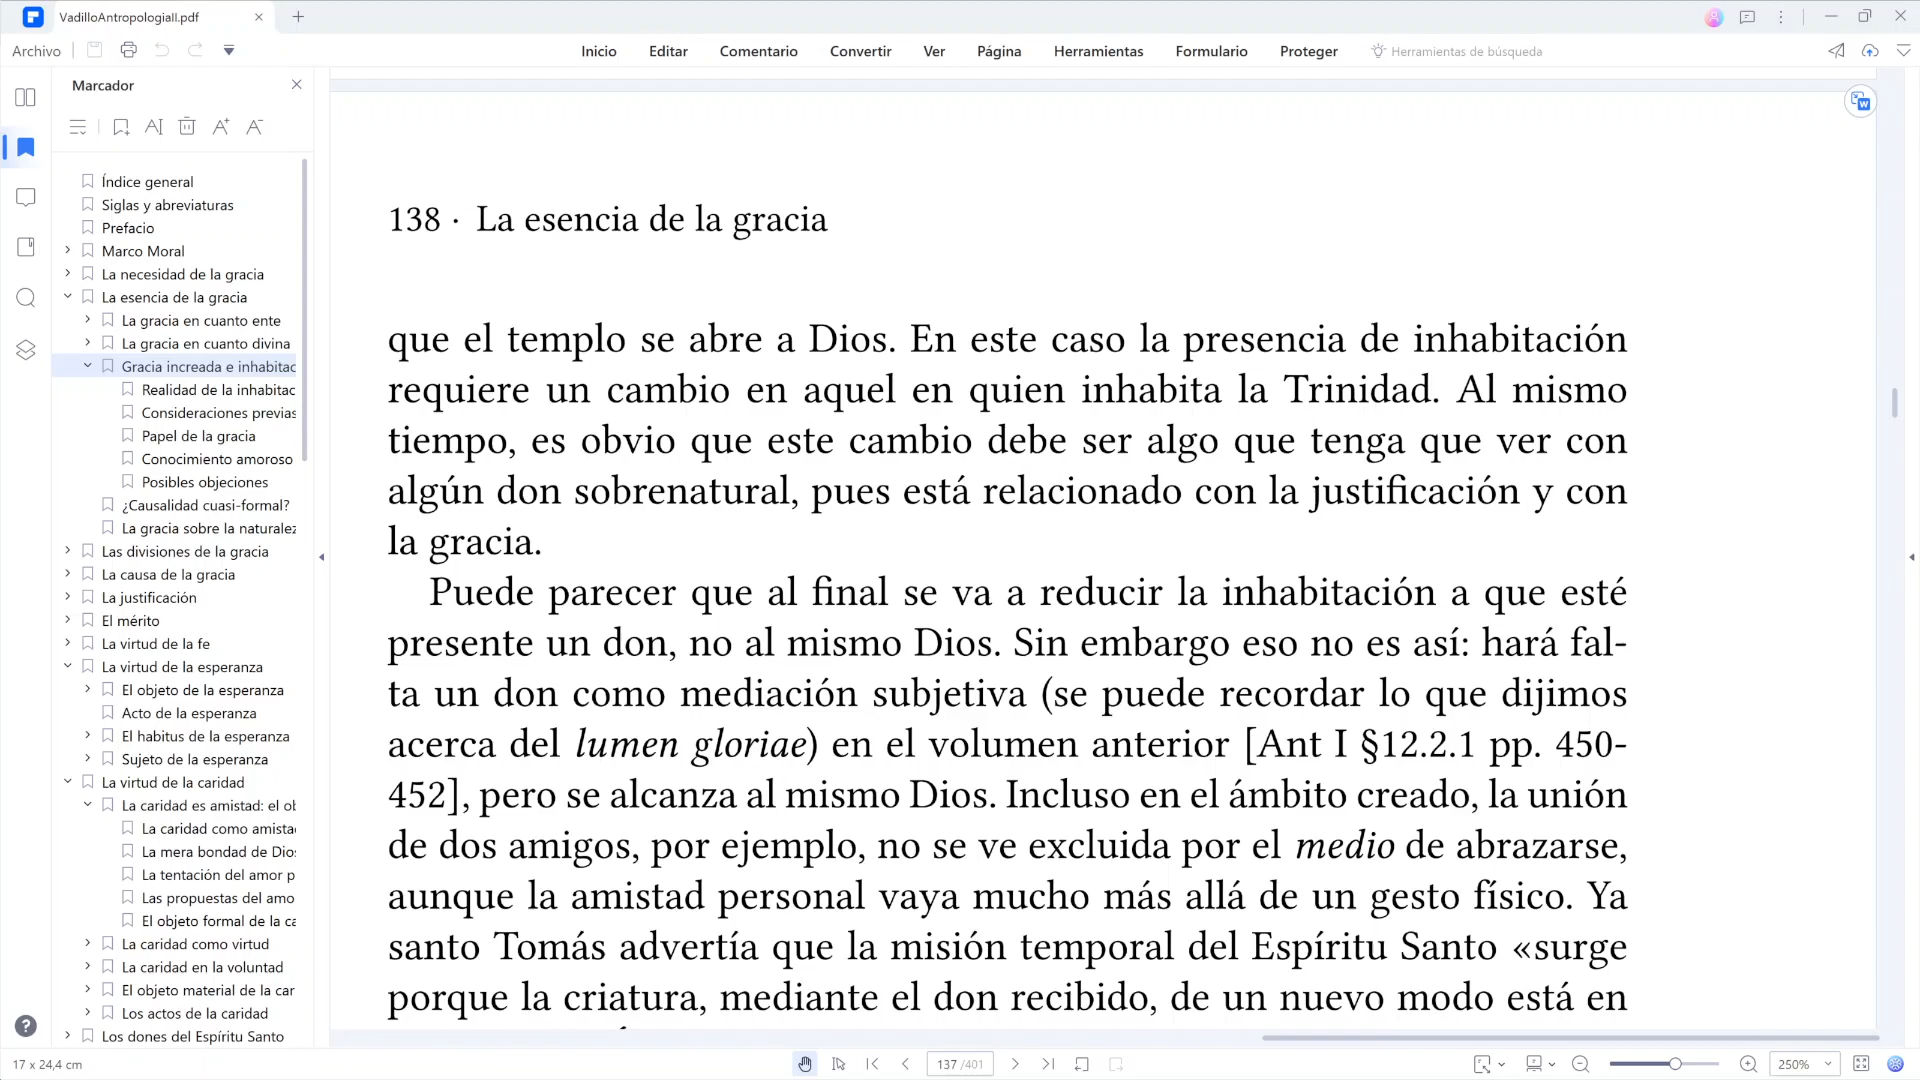 VadilloAntropologiaII.pdf
Archivo
Inicio
Editar
Comentario
Convertir
Ver
Página
Herramientas
Formulario
Proteger
Herramientas de búsqueda
Marcador
Índice general
Siglas y abreviaturas
Prefacio
Marco Moral
La necesidad de la gracia
La esencia de la gracia
La gracia en cuanto ente
La gracia en cuanto divina
Gracia increada e inhabitac
Realidad de la inhabitac
Consideraciones previas
Papel de la gracia
Conocimiento amoroso
Posibles objeciones
¿Causalidad cuasi-formal?
La gracia sobre la naturalez
Las divisiones de la gracia
La causa de la gracia
La justificación
El mérito
La virtud de la fe
La virtud de la esperanza
El objeto de la esperanza
Acto de la esperanza
El habitus de la esperanza
Sujeto de la esperanza
La virtud de la caridad
La caridad es amistad: el ob
La caridad como amista
La mera bondad de Dio
La tentación del amor p
Las propuestas del amo
El objeto formal de la ca
La caridad como virtud
La caridad en la voluntad
El objeto material de la car
Los actos de la caridad
Los dones del Espíritu Santo
138 · La esencia de la gracia
que el templo se abre a Dios. En este caso la presencia de inhabitación
requiere un cambio en aquel en quien inhabita la Trinidad. Al mismo
tiempo, es obvio que este cambio debe ser algo que tenga que ver con
algún don sobrenatural, pues está relacionado con la justificación y con
la gracia.
Puede parecer que al final se va a reducir la inhabitación a que esté
presente un don, no al mismo Dios. Sin embargo eso no es así: hará fal-
ta un don como mediación subjetiva (se puede recordar lo que dijimos
acerca del lumen gloriae) en el volumen anterior [Ant I §12.2.1 pp. 450-
452], pero se alcanza al mismo Dios. Incluso en el ámbito creado, la unión
de dos amigos, por ejemplo, no se ve excluida por el medio de abrazarse,
aunque la amistad personal vaya mucho más allá de un gesto físico. Ya
santo Tomás advertía que la misión temporal del Espíritu Santo «surge
porque la criatura, mediante el don recibido, de un nuevo modo está en
17 x 24,4 cm
137 /401
250%